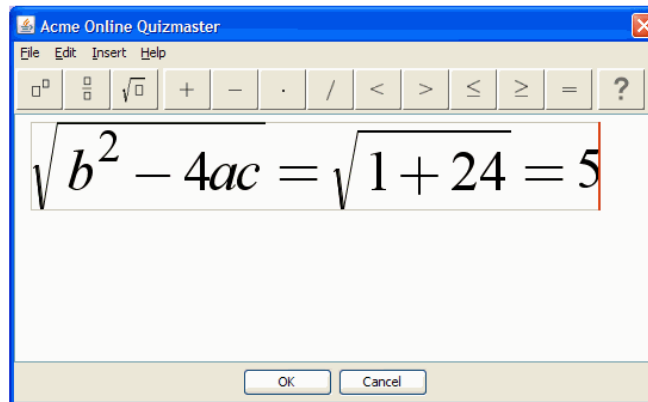 Acme Online Quizmaster
File Edit Insert Help
+ − · / < > ≤ ≥ = ?
√(b² − 4ac) = √(1 + 24) = 5
OK Cancel